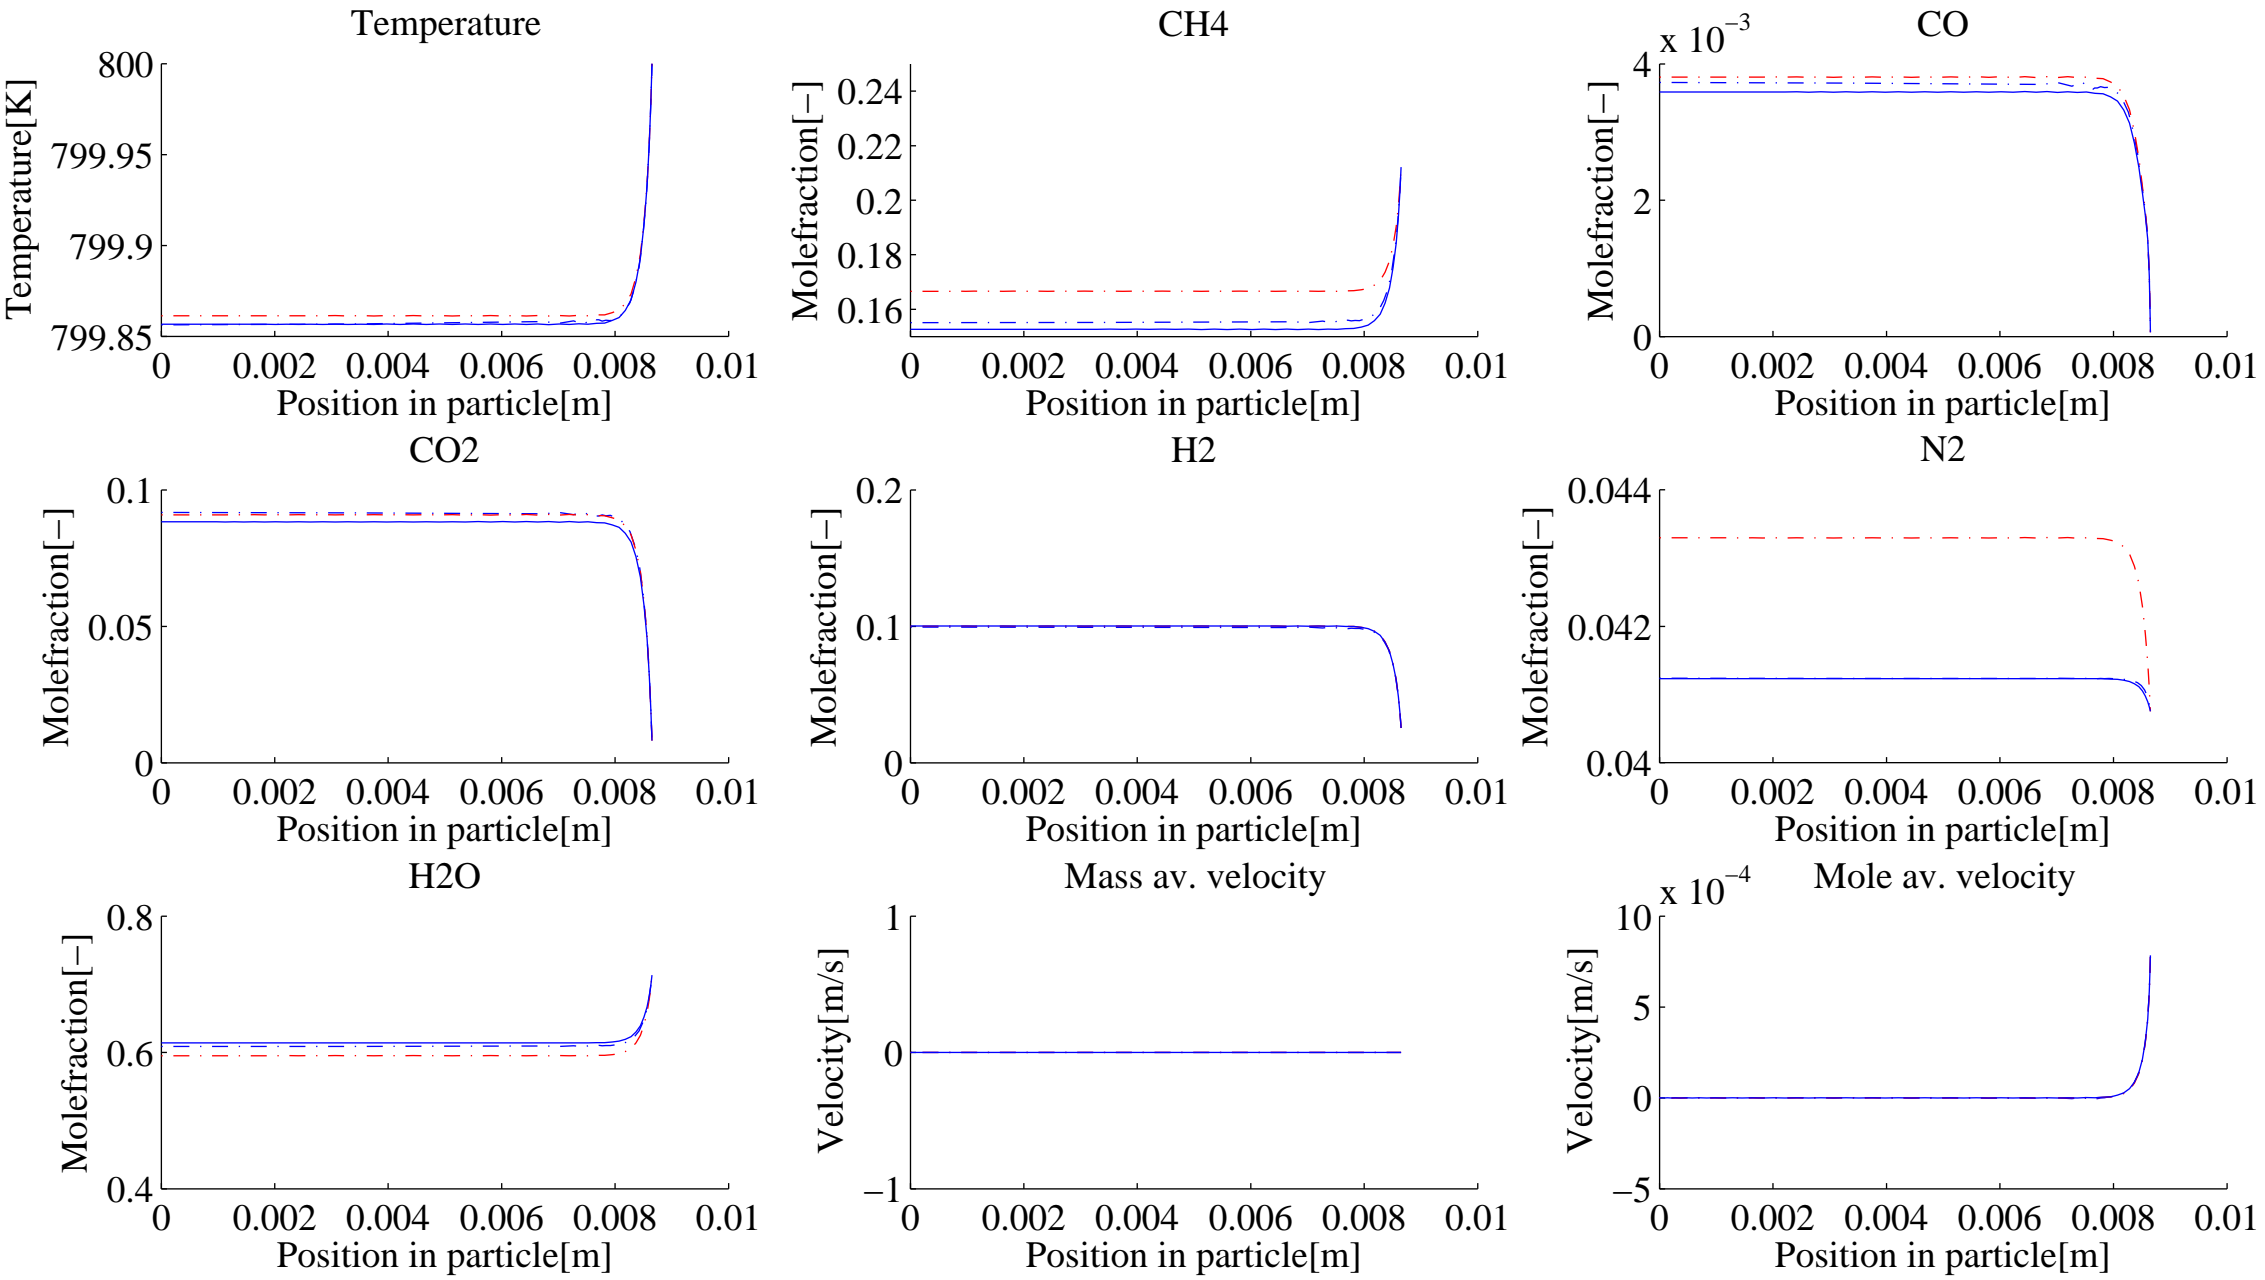 Temperature
Temperature[K]
800
799.95
799.9
799.85
0 0.002 0.004 0.006 0.008 0.01
Position in particle[m]
CH4
Molefraction[−]
0.24
0.22
0.2
0.18
0.16
0 0.002 0.004 0.006 0.008 0.01
Position in particle[m]
CO
x 10−3
Molefraction[−]
4
2
0
0 0.002 0.004 0.006 0.008 0.01
Position in particle[m]
CO2
Molefraction[−]
0.1
0.05
0
0 0.002 0.004 0.006 0.008 0.01
Position in particle[m]
H2
Molefraction[−]
0.2
0.1
0
0 0.002 0.004 0.006 0.008 0.01
Position in particle[m]
N2
Molefraction[−]
0.044
0.042
0.04
0 0.002 0.004 0.006 0.008 0.01
Position in particle[m]
H2O
Molefraction[−]
0.8
0.6
0.4
0 0.002 0.004 0.006 0.008 0.01
Position in particle[m]
Mass av. velocity
Velocity[m/s]
1
0
−1
0 0.002 0.004 0.006 0.008 0.01
Position in particle[m]
x 10−4 Mole av. velocity
Velocity[m/s]
10
5
0
−5
0 0.002 0.004 0.006 0.008 0.01
Position in particle[m]